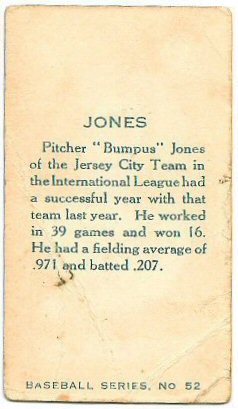 JONES
Pitcher "Bumpus" Jones
of the Jersey City Team in
the International League had
a successful year with that
team last year. He worked
in 39 games and won 16.
He had a fielding average of
.971 and batted .207.
BASEBALL SERIES, NO 52